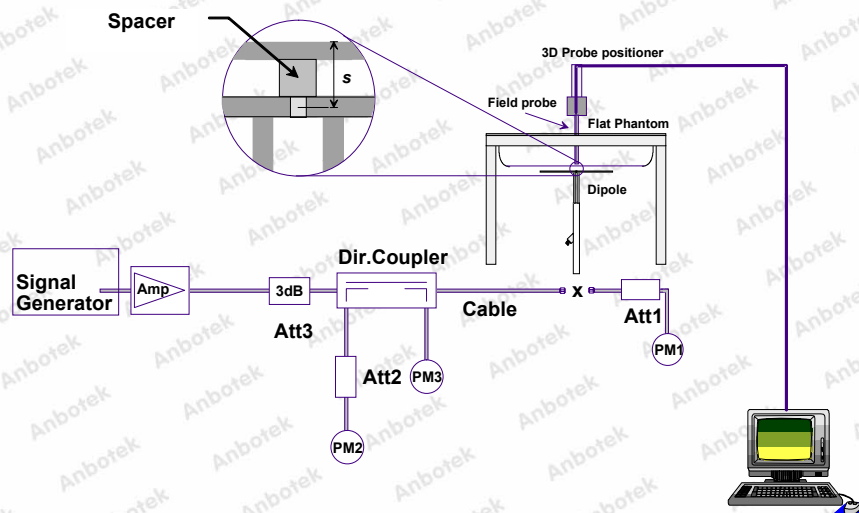 Spacer
s
3D Probe positioner
Field probe
Flat Phantom
Dipole
Signal
Generator
Amp
3dB
Att3
Dir.Coupler
Cable
x
Att1
PM1
Att2
PM3
PM2
Anbotek